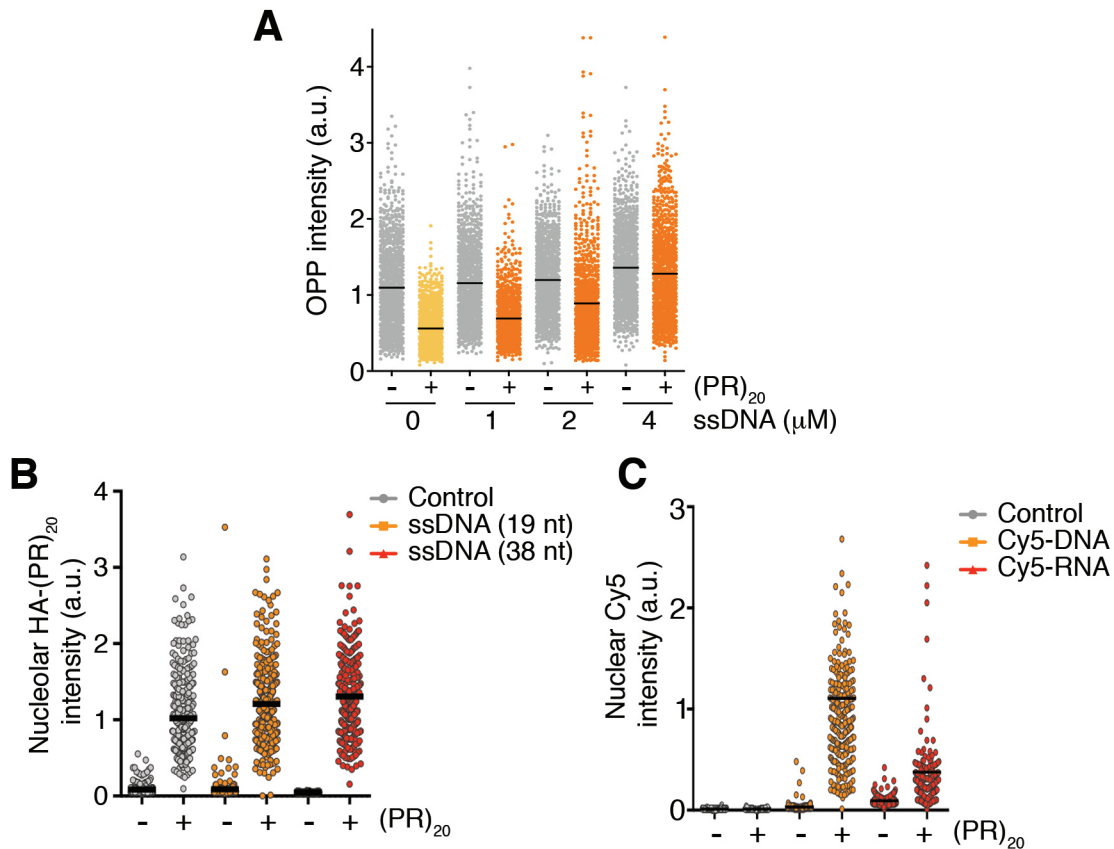 A
OPP intensity (a.u.)
4
3
2
1
0
- + - + - + - + (PR)20
0 1 2 4 ssDNA (μM)
B
Nucleolar HA-(PR)20
intensity (a.u.)
4
3
2
1
0
Control
ssDNA (19 nt)
ssDNA (38 nt)
- + - + - + (PR)20
C
Nuclear Cy5
intensity (a.u.)
3
2
1
0
Control
Cy5-DNA
Cy5-RNA
- + - + - + (PR)20